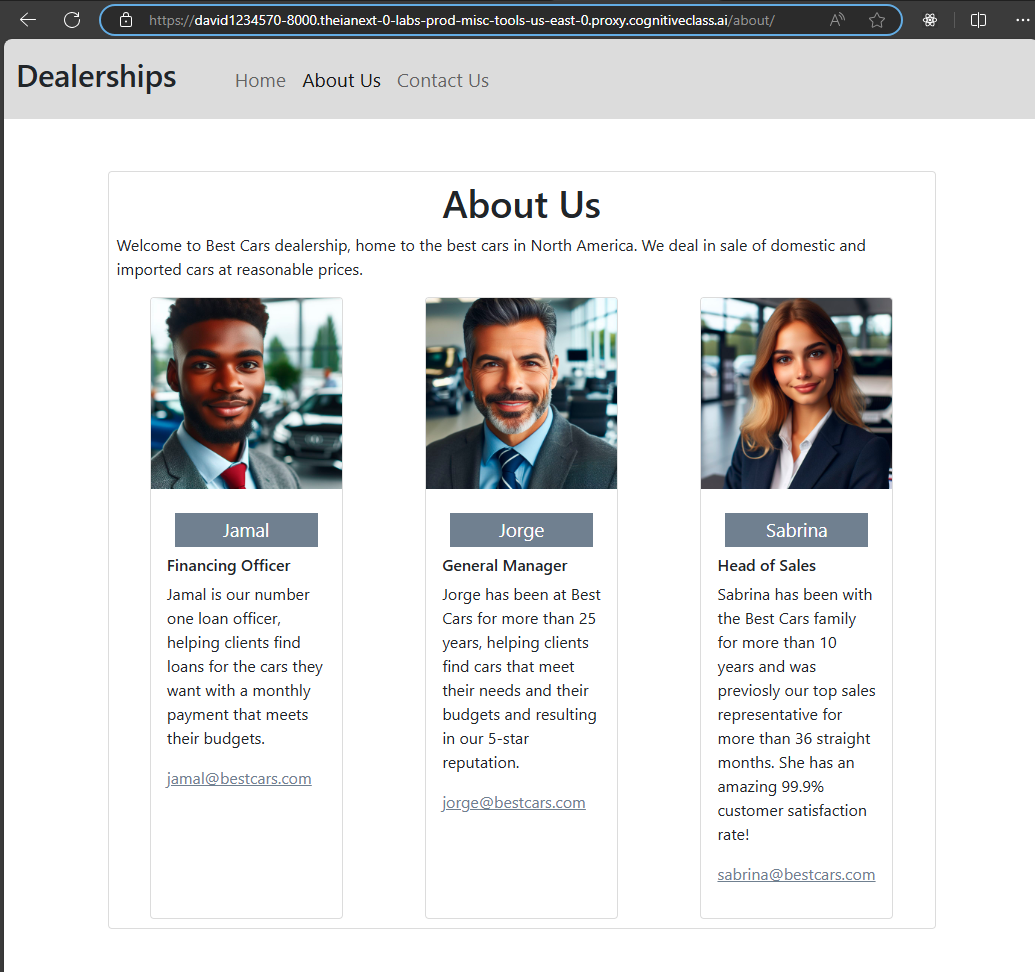 https://david1234570-8000.theianext-0-labs-prod-misc-tools-us-east-0.proxy.cognitiveclass.ai/about/
Dealerships
Home
About Us
Contact Us
About Us
Welcome to Best Cars dealership, home to the best cars in North America. We deal in sale of domestic and
imported cars at reasonable prices.
Jamal
Financing Officer
Jamal is our number
one loan officer,
helping clients find
loans for the cars they
want with a monthly
payment that meets
their budgets.
jamal@bestcars.com
Jorge
General Manager
Jorge has been at Best
Cars for more than 25
years, helping clients
find cars that meet
their needs and their
budgets and resulting
in our 5-star
reputation.
jorge@bestcars.com
Sabrina
Head of Sales
Sabrina has been with
the Best Cars family
for more than 10
years and was
previosly our top sales
representative for
more than 36 straight
months. She has an
amazing 99.9%
customer satisfaction
rate!
sabrina@bestcars.com